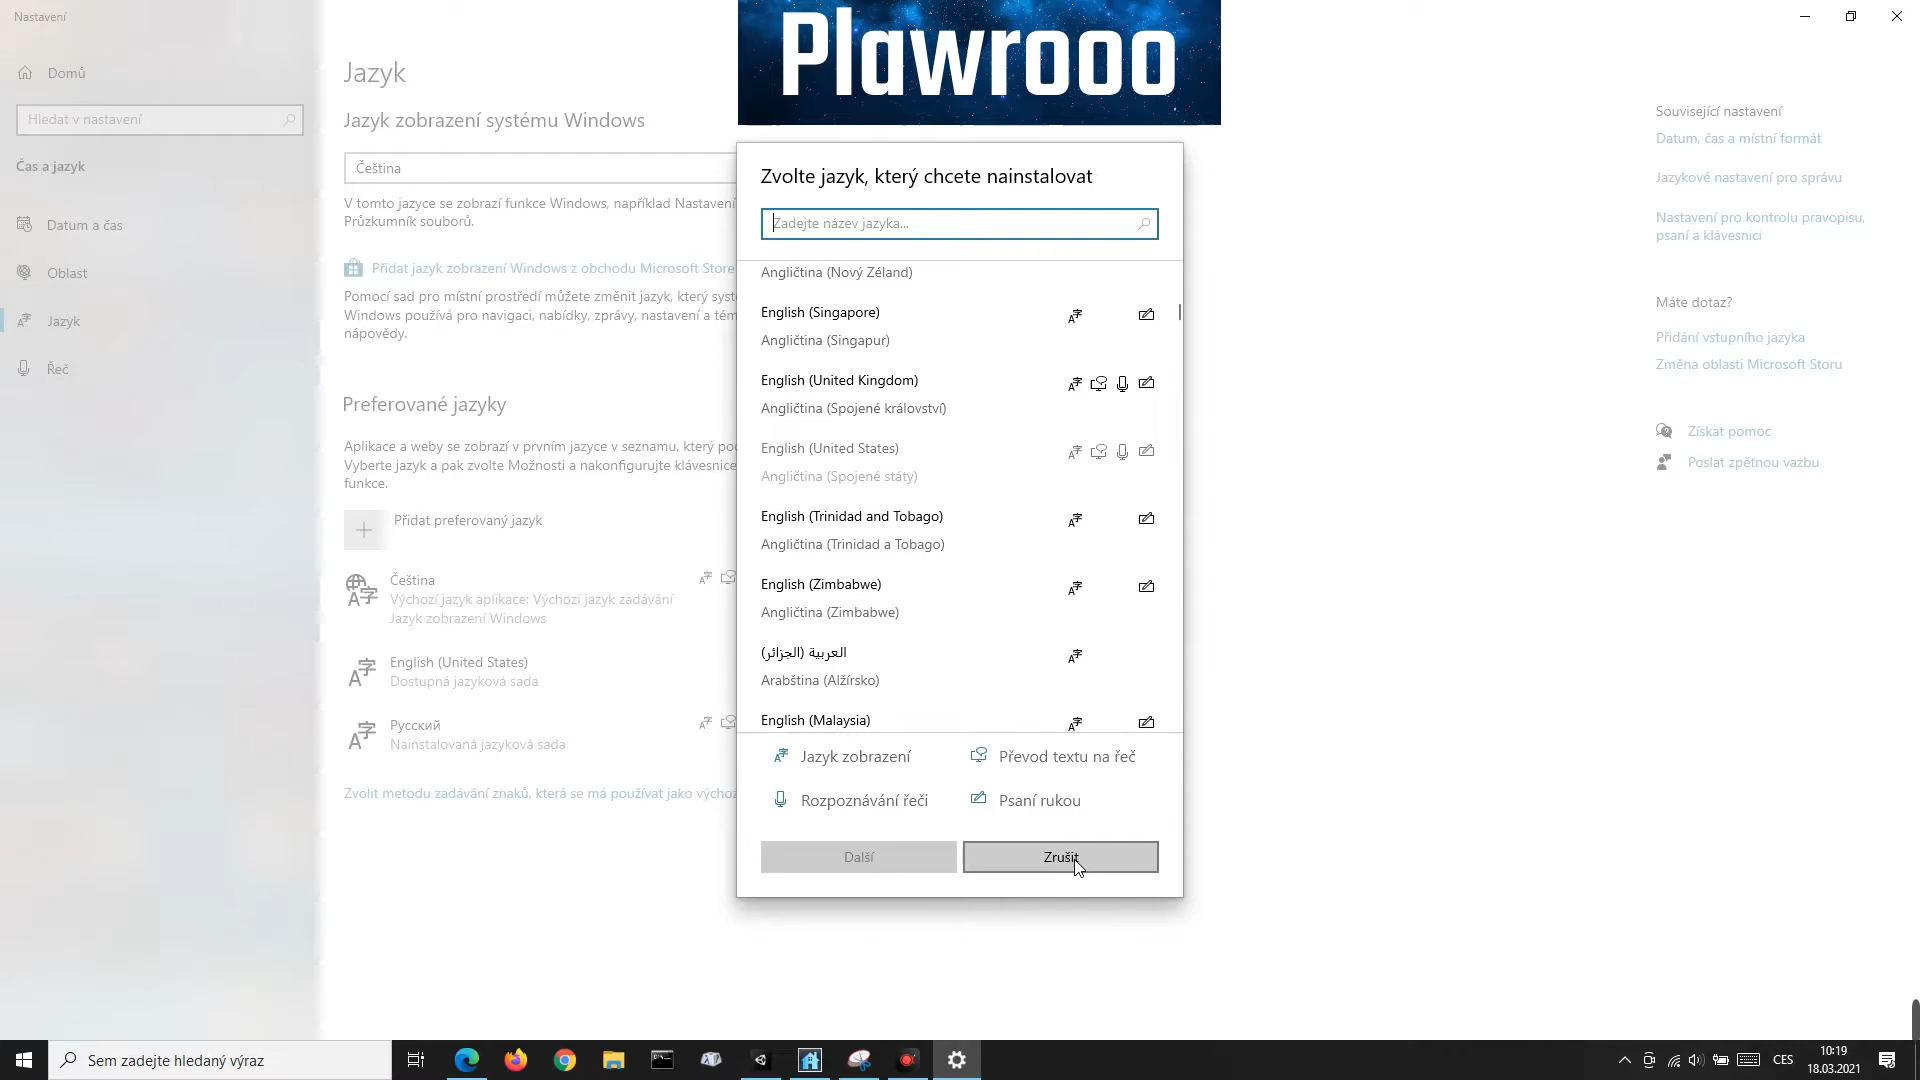 Nastavení
Domů
Hledat v nastavení
Čas a jazyk
Datum a čas
Oblast
Jazyk
Řeč
Jazyk
Jazyk zobrazení systému Windows
Čeština
V tomto jazyce se zobrazí funkce Windows, například Nastavení
Průzkumník souborů.
Přidat jazyk zobrazení Windows z obchodu Microsoft Store
Pomocí sad pro místní prostředí můžete změnit jazyk, který
Windows používá pro navigaci, nabídky, zprávy, nastavení a
nápovědy.
Preferované jazyky
Aplikace a weby se zobrazí v prvním jazyce v seznamu, který
Vyberte jazyk a pak zvolte Možnosti a nakonfigurujte klávesnice
funkce.
Přidat preferovaný jazyk
Čeština
Výchozí jazyk aplikace; Výchozí jazyk zadávání
Jazyk zobrazení Windows
English (United States)
Dostupná jazyková sada
Русский
Nainstalovaná jazyková sada
Zvolit metodu zadávání znaků, která se má používat jako
Plawrooo
Zvolte jazyk, který chcete nainstalovat
Zadejte název jazyka...
Angličtina (Nový Zéland)
English (Singapore)
Angličtina (Singapur)
English (United Kingdom)
Angličtina (Spojené království)
English (United States)
Angličtina (Spojené státy)
English (Trinidad and Tobago)
Angličtina (Trinidad a Tobago)
English (Zimbabwe)
Angličtina (Zimbabwe)
العربية (الجزائر)
Arabština (Alžírsko)
English (Malaysia)
Jazyk zobrazení
Převod textu na řeč
Rozpoznávání řeči
Psaní rukou
Další
Zrušit
Související nastavení
Datum, čas a místní formát
Jazykové nastavení pro správu
Nastavení pro kontrolu pravopisu,
psaní a klávesnici
Máte dotaz?
Přidání vstupního jazyka
Změna oblasti Microsoft Storu
Získat pomoc
Poslat zpětnou vazbu
Sem zadejte hledaný výraz
CES
10:19
18.03.2021